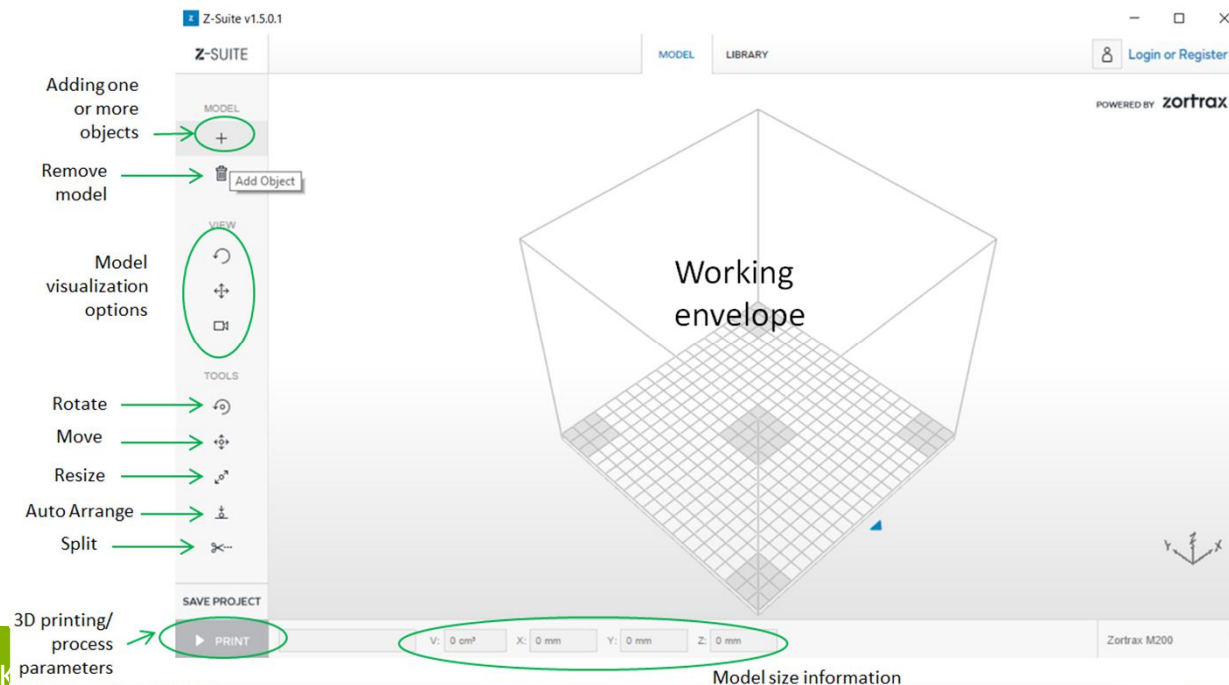 Z-Suite v1.5.0.1
Z-SUITE
MODEL
LIBRARY
Login or Register
POWERED BY zortrax
Adding one
or more
objects
MODEL
Remove
model
Add Object
VIEW
Model
visualization
options
Working
envelope
TOOLS
Rotate
Move
Resize
Auto Arrange
Split
Y Z X
SAVE PROJECT
3D printing/
process
parameters
PRINT
V: 0 cm³ X: 0 mm Y: 0 mm Z: 0 mm
Zortrax M200
Model size information